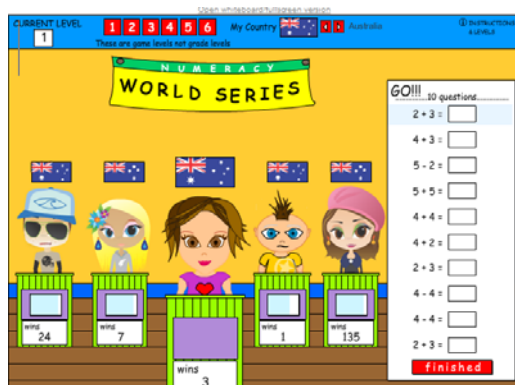 Open whiteboard/fullscreen version
CURRENT LEVEL
1
1 2 3 4 5 6
These are game levels not grade levels
My Country
Australia
INSTRUCTIONS
& LEVELS
NUMERACY
WORLD SERIES
GO!!! 10 questions
2 + 3 =
4 + 3 =
5 - 2 =
5 + 5 =
4 + 4 =
4 + 2 =
2 + 3 =
4 - 4 =
4 - 4 =
2 + 3 =
finished
wins
24
wins
7
wins
3
wins
1
wins
135